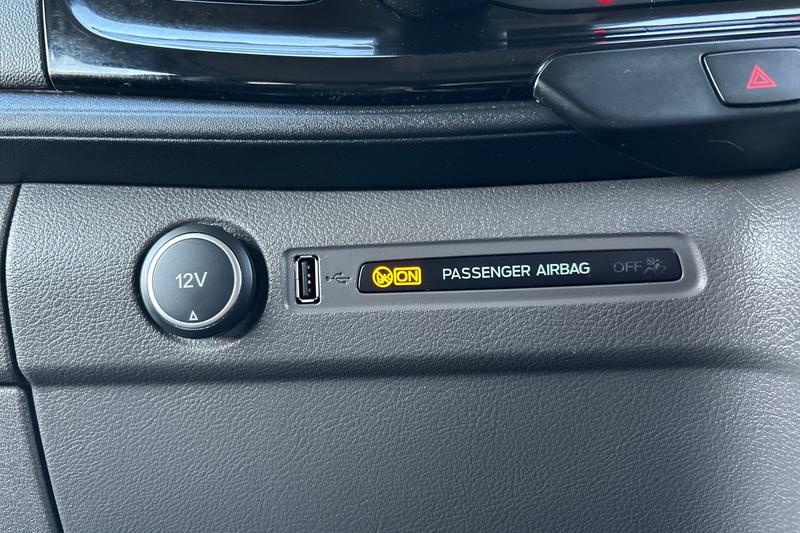 12V
ON PASSENGER AIRBAG OFF